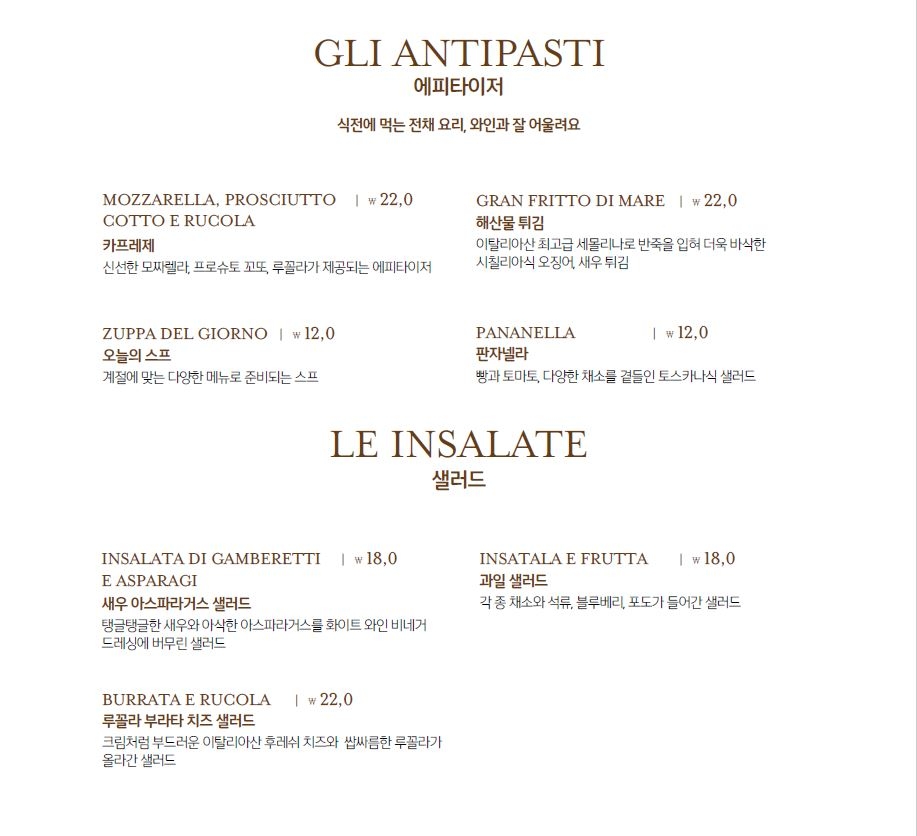 GLI ANTIPASTI
에피타이저
식전에 먹는 전채 요리, 와인과 잘 어울려요
MOZZARELLA, PROSCIUTTO | ₩ 22,0
COTTO E RUCOLA
카프레제
신선한 모짜렐라, 프로슈토 꼬또, 루꼴라가 제공되는 에피타이저
GRAN FRITTO DI MARE | ₩ 22,0
해산물 튀김
이탈리아산 최고급 세몰리나로 반죽을 입혀 더욱 바삭한
시칠리아식 오징어, 새우 튀김
ZUPPA DEL GIORNO | ₩ 12,0
오늘의 스프
계절에 맞는 다양한 메뉴로 준비되는 스프
PANANELLA | ₩ 12,0
판자넬라
빵과 토마토, 다양한 채소를 곁들인 토스카나식 샐러드
LE INSALATE
샐러드
INSALATA DI GAMBERETTI | ₩ 18,0
E ASPARAGI
새우 아스파라거스 샐러드
탱글탱글한 새우와 아삭한 아스파라거스를 화이트 와인 비네거
드레싱에 버무린 샐러드
INSATALA E FRUTTA | ₩ 18,0
과일 샐러드
각 종 채소와 석류, 블루베리, 포도가 들어간 샐러드
BURRATA E RUCOLA | ₩ 22,0
루꼴라 부라타 치즈 샐러드
크림처럼 부드러운 이탈리아산 후레쉬 치즈와 쌉싸름한 루꼴라가
올라간 샐러드